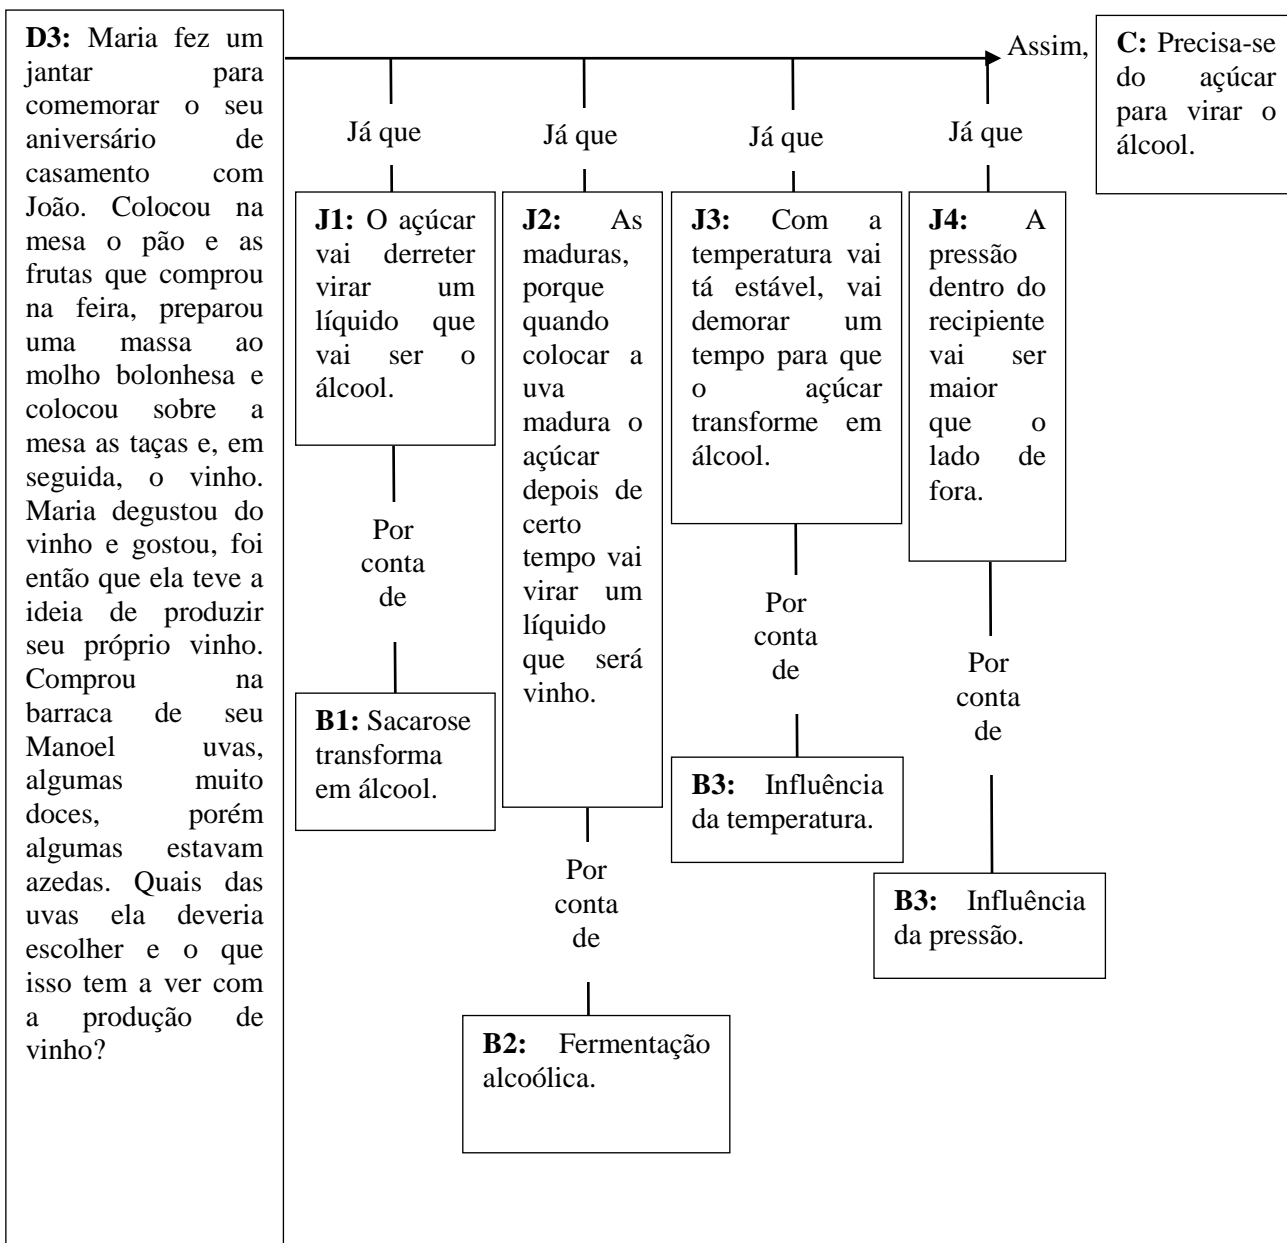 D3: Maria fez um
jantar para
comemorar o seu
aniversário de
casamento com
João. Colocou na
mesa o pão e as
frutas que comprou
na feira, preparou
uma massa ao
molho bolonhesa e
colocou sobre a
mesa as taças e, em
seguida, o vinho.
Maria degustou do
vinho e gostou, foi
então que ela teve a
ideia de produzir
seu próprio vinho.
Comprou na
barraca de seu
Manoel uvas,
algumas muito
doces, porém
algumas estavam
azedas. Quais das
uvas ela deveria
escolher e o que
isso tem a ver com
a produção de
vinho?
Assim,
C: Precisa-se
do açúcar
para virar o
álcool.
Já que
J1: O açúcar
vai derreter
virar um
líquido que
vai ser o
álcool.
Por
conta
de
B1: Sacarose
transforma
em álcool.
Já que
J2: As
maduras,
porque
quando
colocar a
uva
madura o
açúcar
depois de
certo
tempo vai
virar um
líquido
que será
vinho.
Por
conta
de
B2: Fermentação
alcoólica.
Já que
J3: Com a
temperatura vai
tá estável, vai
demorar um
tempo para que
o açúcar
transforme em
álcool.
Por
conta
de
B3: Influência
da temperatura.
Já que
J4: A
pressão
dentro do
recipiente
vai ser
maior
que o
lado de
fora.
Por
conta
de
B3: Influência
da pressão.